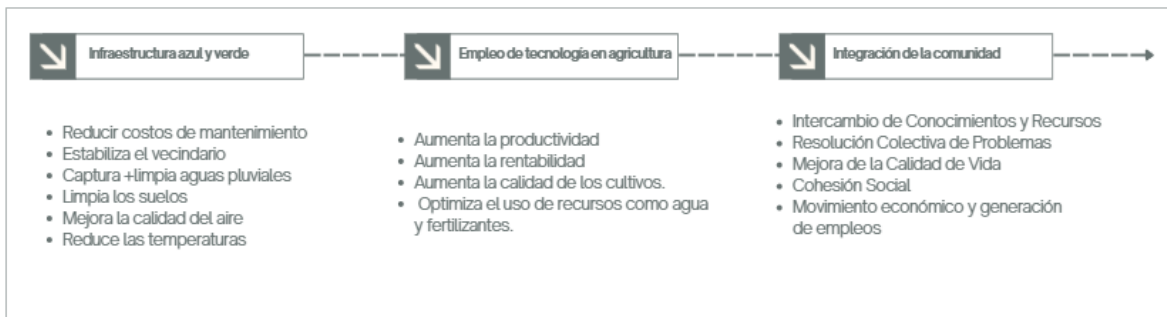 Infraestructura azul y verde
• Reducir costos de mantenimiento
• Estabiliza el vecindario
• Captura +limpia aguas pluviales
• Limpia los suelos
• Mejora la calidad del aire
• Reduce las temperaturas
Empleo de tecnología en agricultura
• Aumenta la productividad
• Aumenta la rentabilidad
• Aumenta la calidad de los cultivos.
• Optimiza el uso de recursos como agua
y fertilizantes.
Integración de la comunidad
• Intercambio de Conocimientos y Recursos
• Resolución Colectiva de Problemas
• Mejora de la Calidad de Vida
• Cohesión Social
• Movimiento económico y generación
de empleos